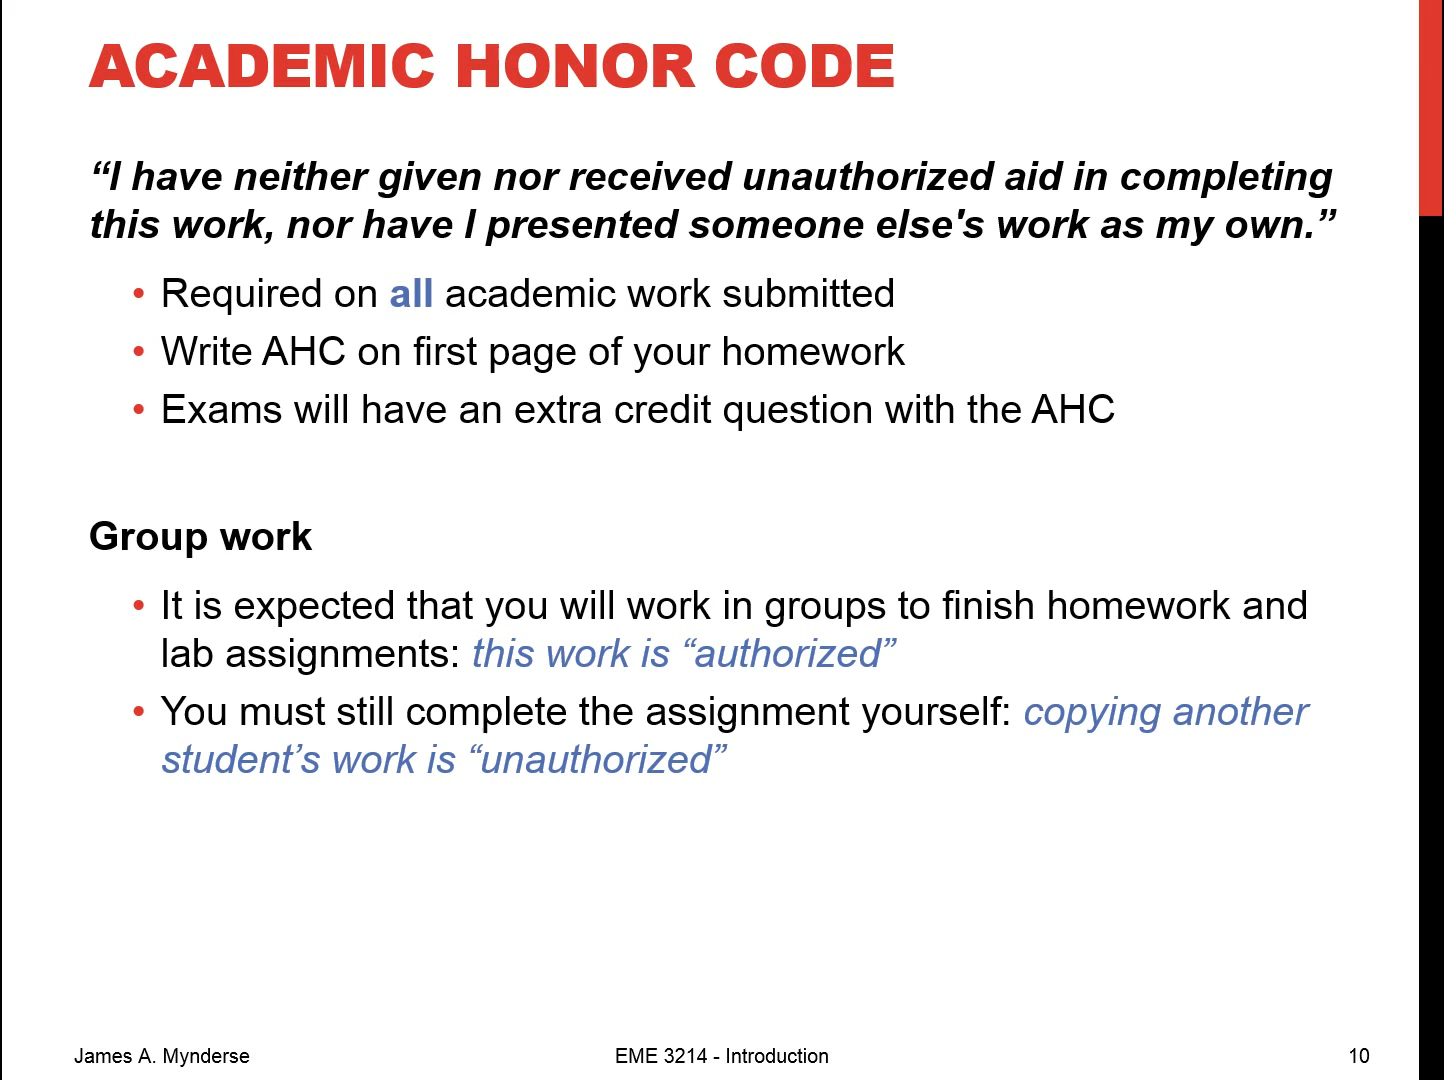 ACADEMIC HONOR CODE
“I have neither given nor received unauthorized aid in completing
this work, nor have I presented someone else's work as my own.”
• Required on all academic work submitted
• Write AHC on first page of your homework
• Exams will have an extra credit question with the AHC
Group work
• It is expected that you will work in groups to finish homework and
lab assignments: this work is “authorized”
• You must still complete the assignment yourself: copying another
student’s work is “unauthorized”
James A. Mynderse EME 3214 - Introduction 10